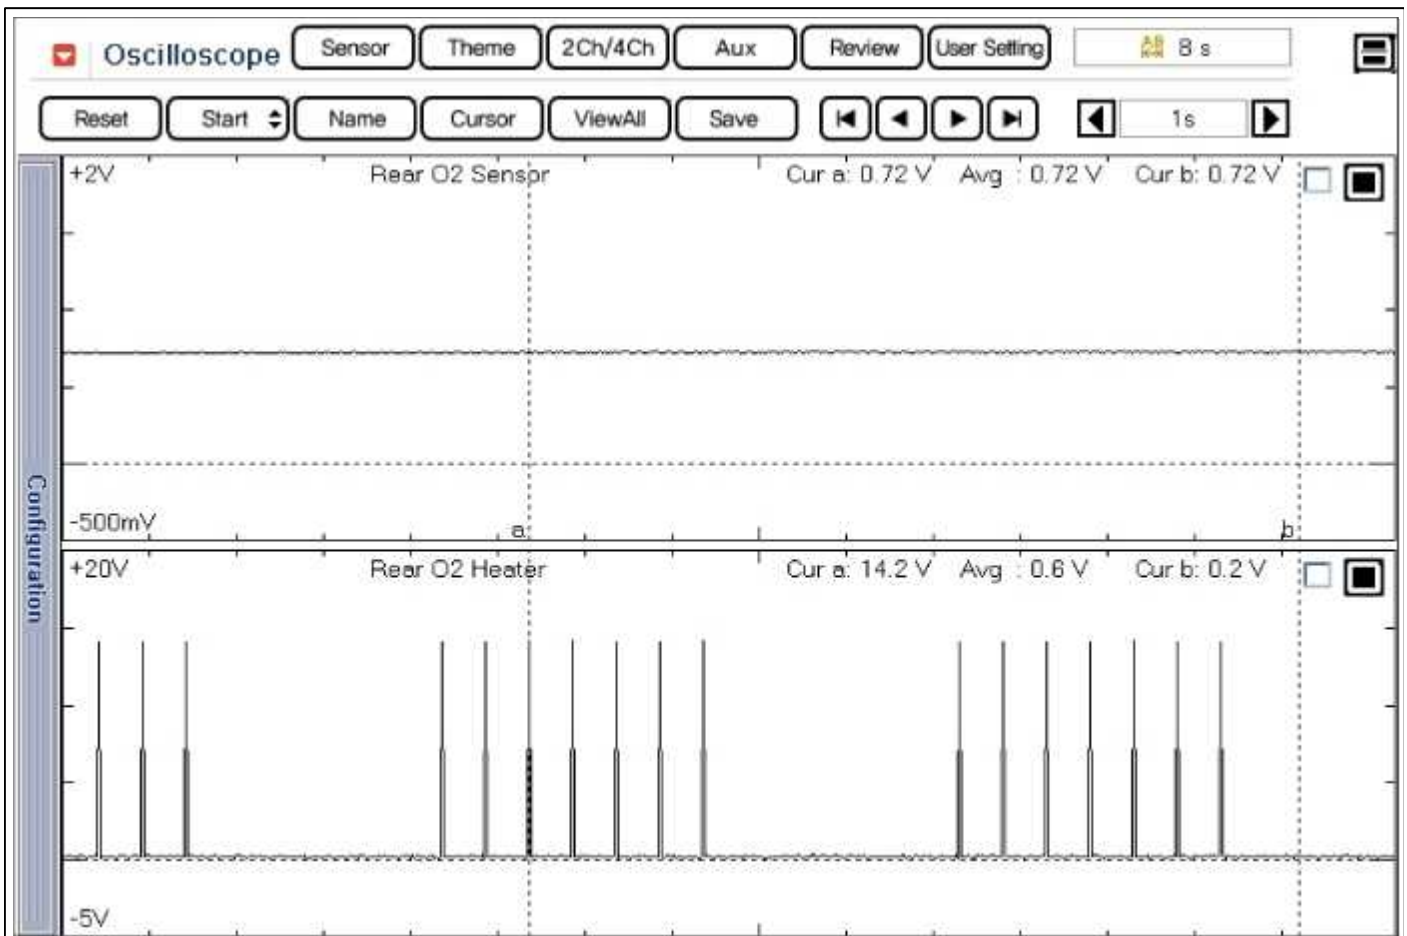 Oscilloscope Sensor Theme 2Ch/4Ch Aux Review User Setting 8 s
Reset Start Name Cursor ViewAll Save 1s
+2V Rear O2 Sensor Cur a: 0.72 V Avg : 0.72 V Cur b: 0.72 V
Configuration
-500mV a b
+20V Rear O2 Heater Cur a: 14.2 V Avg : 0.6 V Cur b: 0.2 V
-5V